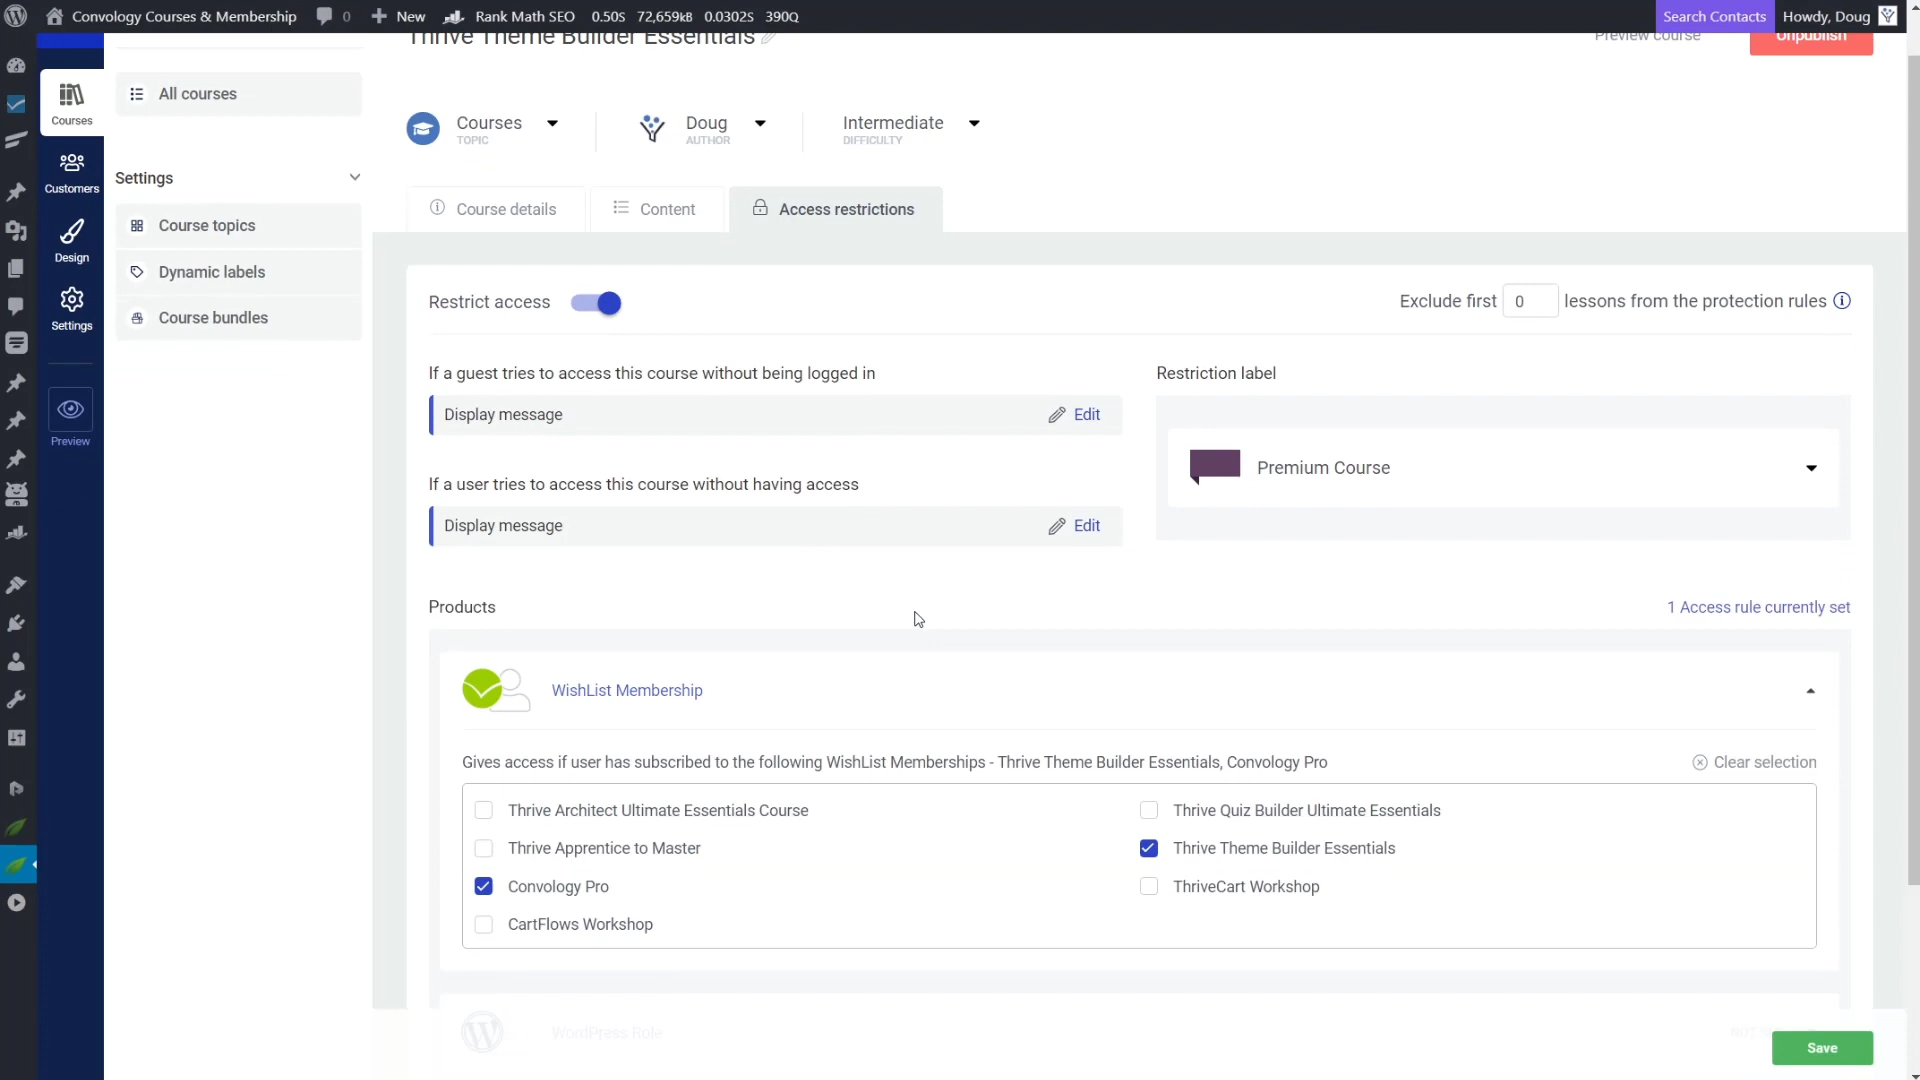 Convology Courses & Membership 0 New Rank Math SEO 0.50S 72,659kB 0.0302S 390Q Search Contacts Howdy, Doug
Thrive Theme Builder Essentials Preview course Unpublish
Courses
Customers
Design
Settings
Preview
All courses
Settings
Course topics
Dynamic labels
Course bundles
Courses
TOPIC
Doug
AUTHOR
Intermediate
DIFFICULTY
Course details Content Access restrictions
Restrict access Exclude first 0 lessons from the protection rules
If a guest tries to access this course without being logged in
Display message Edit
If a user tries to access this course without having access
Display message Edit
Restriction label
Premium Course
Products 1 Access rule currently set
WishList Membership
Gives access if user has subscribed to the following WishList Memberships - Thrive Theme Builder Essentials, Convology Pro Clear selection
Thrive Architect Ultimate Essentials Course Thrive Quiz Builder Ultimate Essentials
Thrive Apprentice to Master Thrive Theme Builder Essentials
Convology Pro ThriveCart Workshop
CartFlows Workshop
WordPress Role
Save